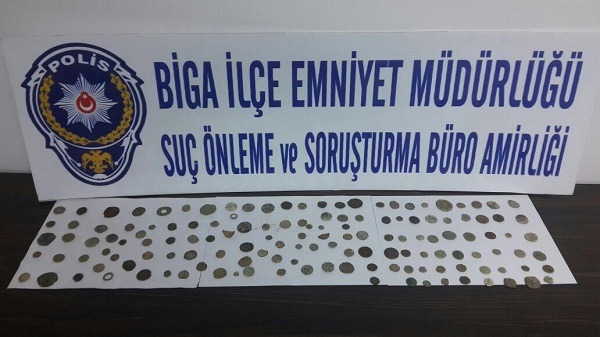 POLİS
BİGA İLÇE EMNİYET MÜDÜRLÜĞÜ
SUÇ ÖNLEME ve SORUŞTURMA BÜRO AMİRLİĞİ